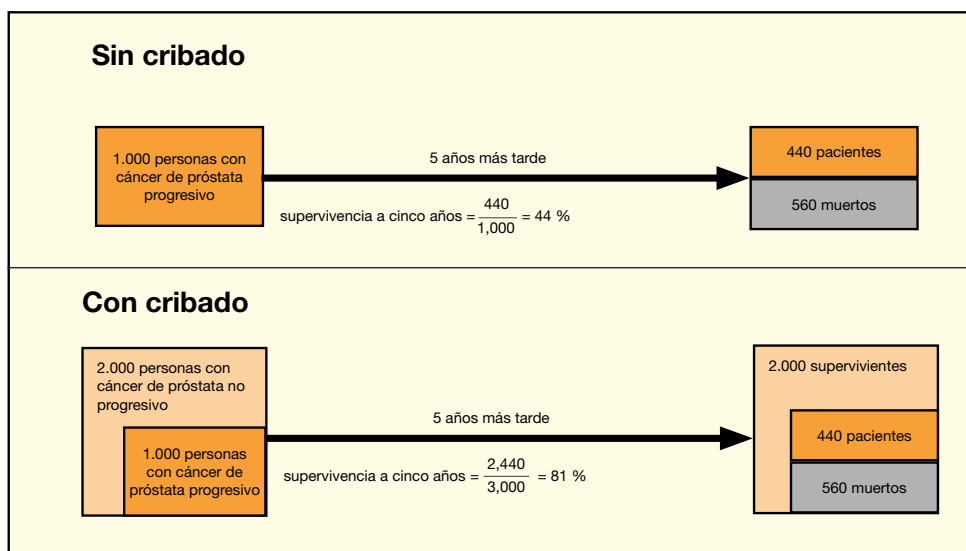 Sin cribado
1.000 personas con
cáncer de próstata
progresivo
5 años más tarde
supervivencia a cinco años = 440 / 1,000 = 44 %
440 pacientes
560 muertos
Con cribado
2.000 personas con
cáncer de próstata no
progresivo
1.000 personas
con cáncer de
próstata progresivo
5 años más tarde
supervivencia a cinco años = 2,440 / 3,000 = 81 %
2.000 supervivientes
440 pacientes
560 muertos